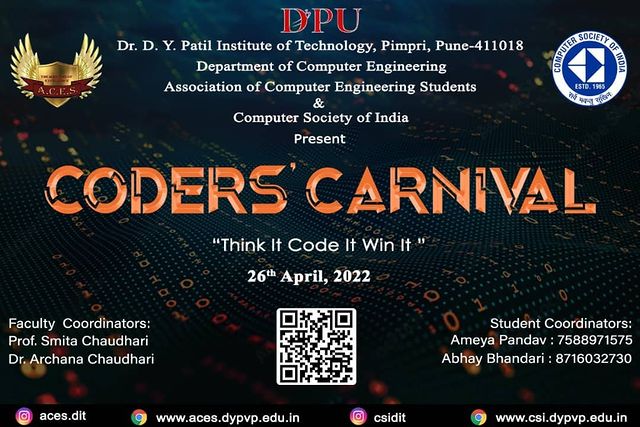 DPU
Dr. D. Y. Patil Institute of Technology, Pimpri, Pune-411018
Department of Computer Engineering
Association of Computer Engineering Students
&
Computer Society of India
Present
A.C.E.S
COMPUTER SOCIETY OF INDIA
ESTD. 1965
CODERS' CARNIVAL
“Think It Code It Win It ”
26th April, 2022
Faculty Coordinators:
Prof. Smita Chaudhari
Dr. Archana Chaudhari
Student Coordinators:
Ameya Pandav : 7588971575
Abhay Bhandari : 8716032730
aces.dit
www.aces.dypvp.edu.in
csidit
www.csi.dypvp.edu.in